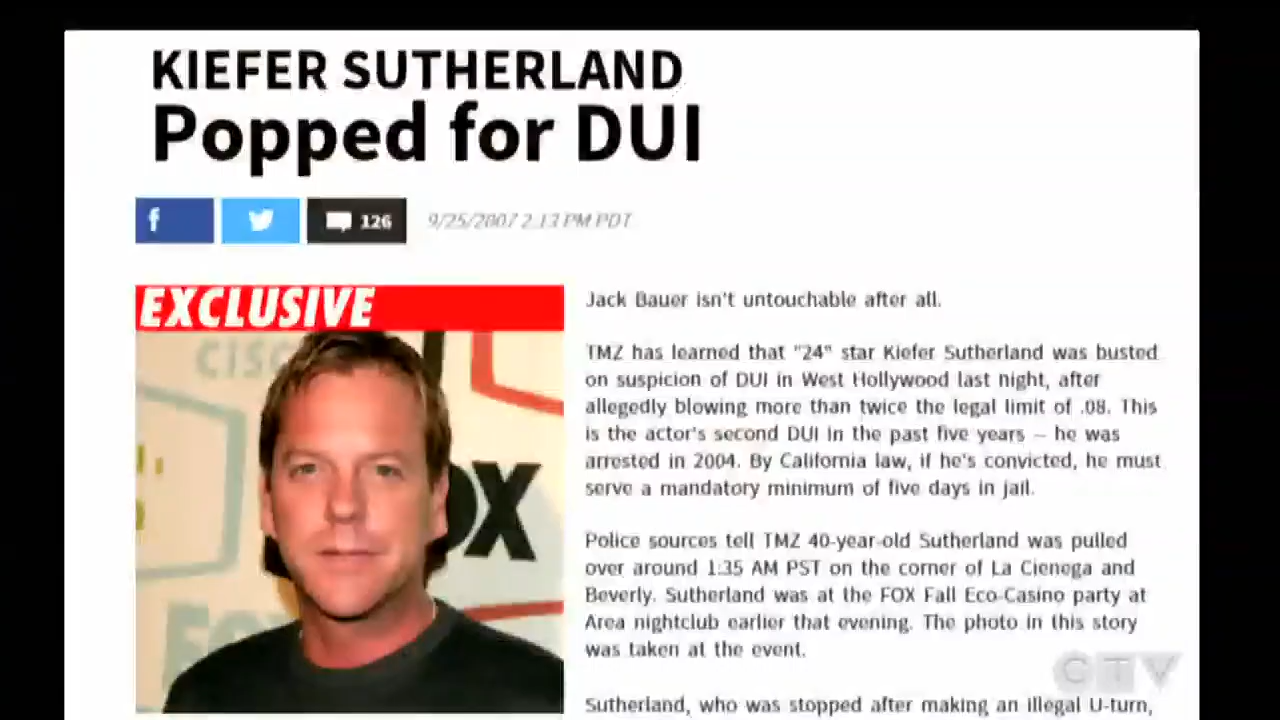 KIEFER SUTHERLAND
Popped for DUI
f
126
9/25/2007 2:13 PM PDT
EXCLUSIVE
CISC
FOX
FO
Jack Bauer isn't untouchable after all.
TMZ has learned that "24" star Kiefer Sutherland was busted
on suspicion of DUI in West Hollywood last night, after
allegedly blowing more than twice the legal limit of .08. This
is the actor's second DUI in the past five years -- he was
arrested in 2004. By California law, if he's convicted, he must
serve a mandatory minimum of five days in jail.
Police sources tell TMZ 40-year-old Sutherland was pulled
over around 1:35 AM PST on the corner of La Cienega and
Beverly. Sutherland was at the FOX Fall Eco-Casino party at
Area nightclub earlier that evening. The photo in this story
was taken at the event.
CTV
Sutherland, who was stopped after making an illegal U-turn,